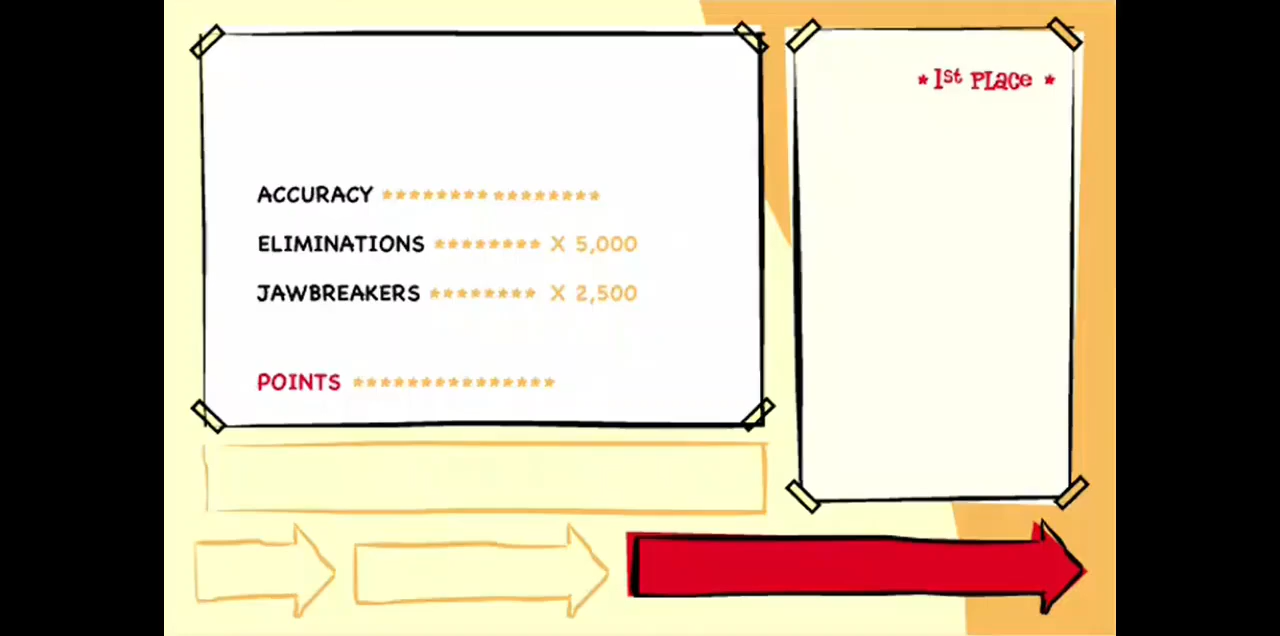 * 1st PLace *
ACCURACY ****************
ELIMINATIONS ******** X 5,000
JAWBREAKERS ******** X 2,500
POINTS ***************